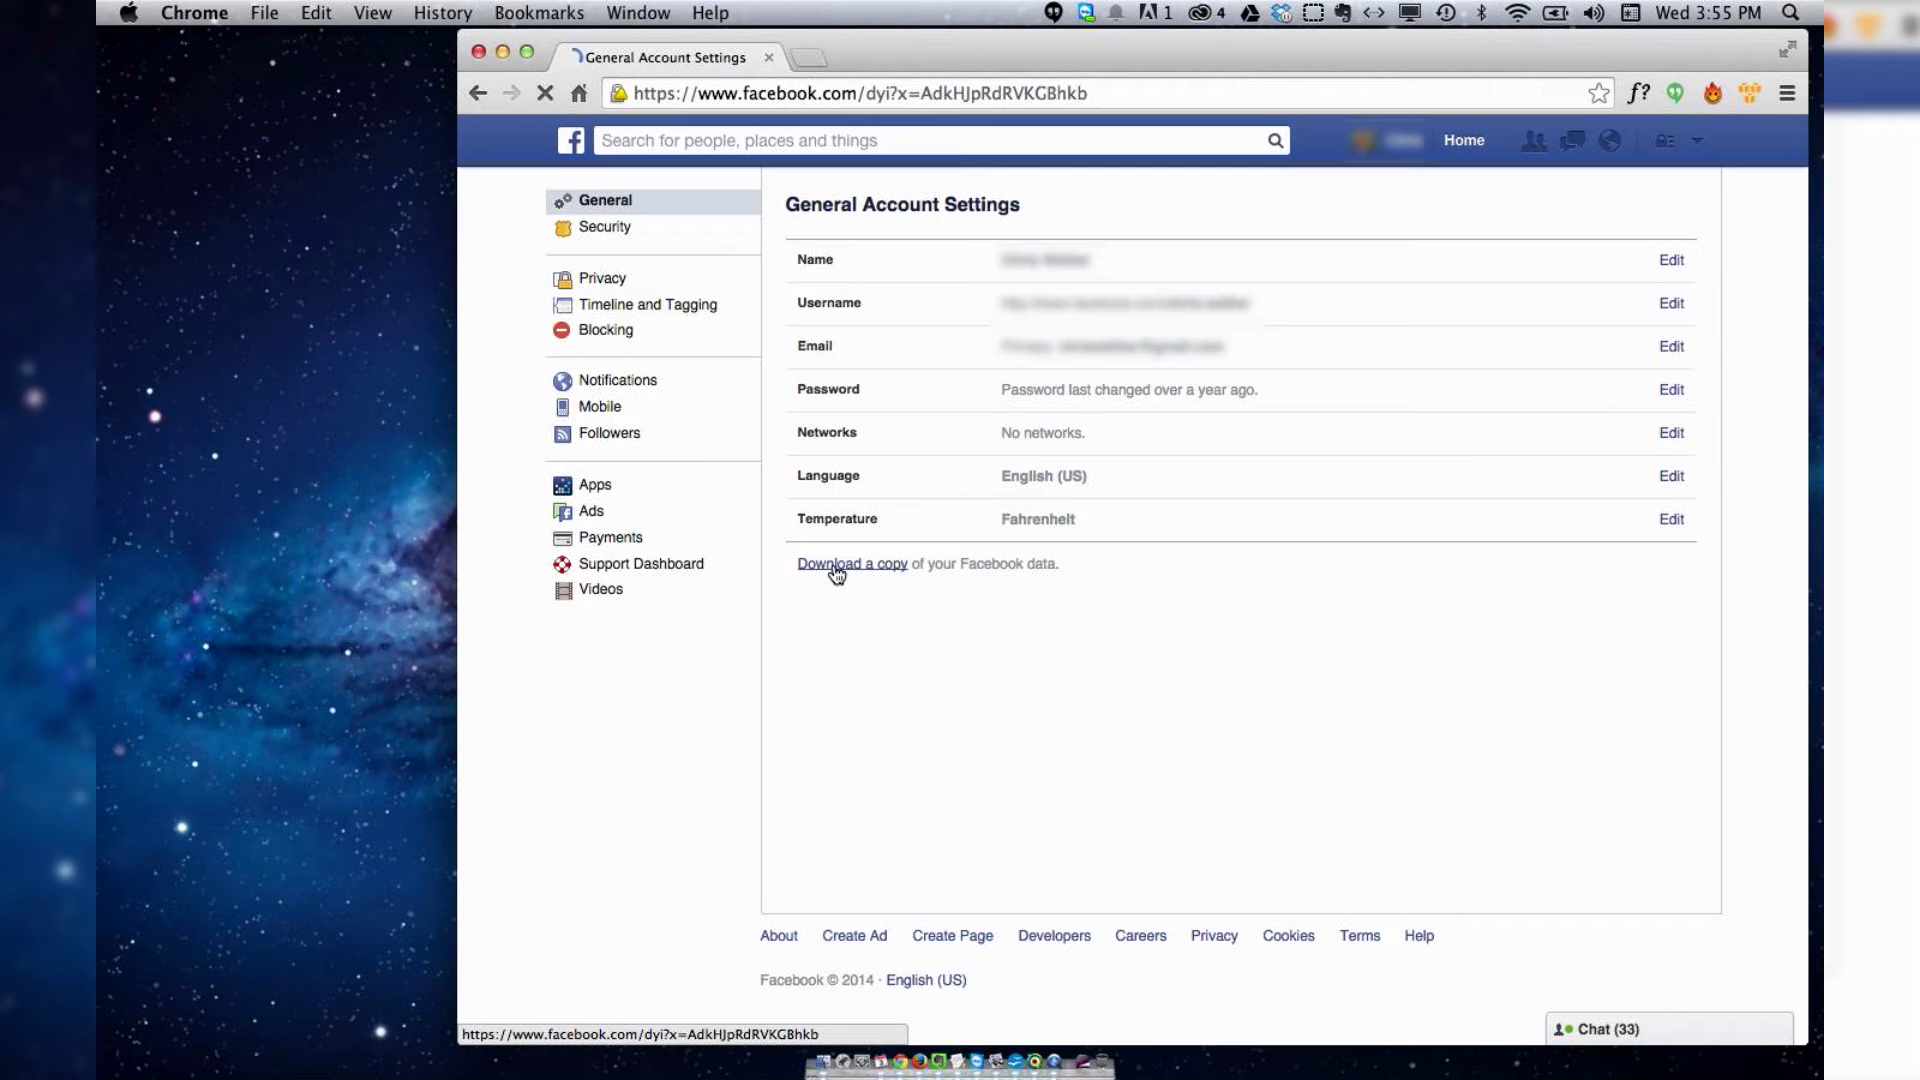 Chrome File Edit View History Bookmarks Window Help 1 4 Wed 3:55 PM
General Account Settings
https://www.facebook.com/dyi?x=AdkHJpRdRVKGBhkb f?
f Search for people, places and things Home
General
Security
Privacy
Timeline and Tagging
Blocking
Notifications
Mobile
Followers
Apps
Ads
Payments
Support Dashboard
Videos
General Account Settings
Name Edit
Username Edit
Email Edit
Password Password last changed over a year ago. Edit
Networks No networks. Edit
Language English (US) Edit
Temperature Fahrenheit Edit
Download a copy of your Facebook data.
About Create Ad Create Page Developers Careers Privacy Cookies Terms Help
Facebook © 2014 · English (US)
https://www.facebook.com/dyi?x=AdkHJpRdRVKGBhkb
Chat (33)